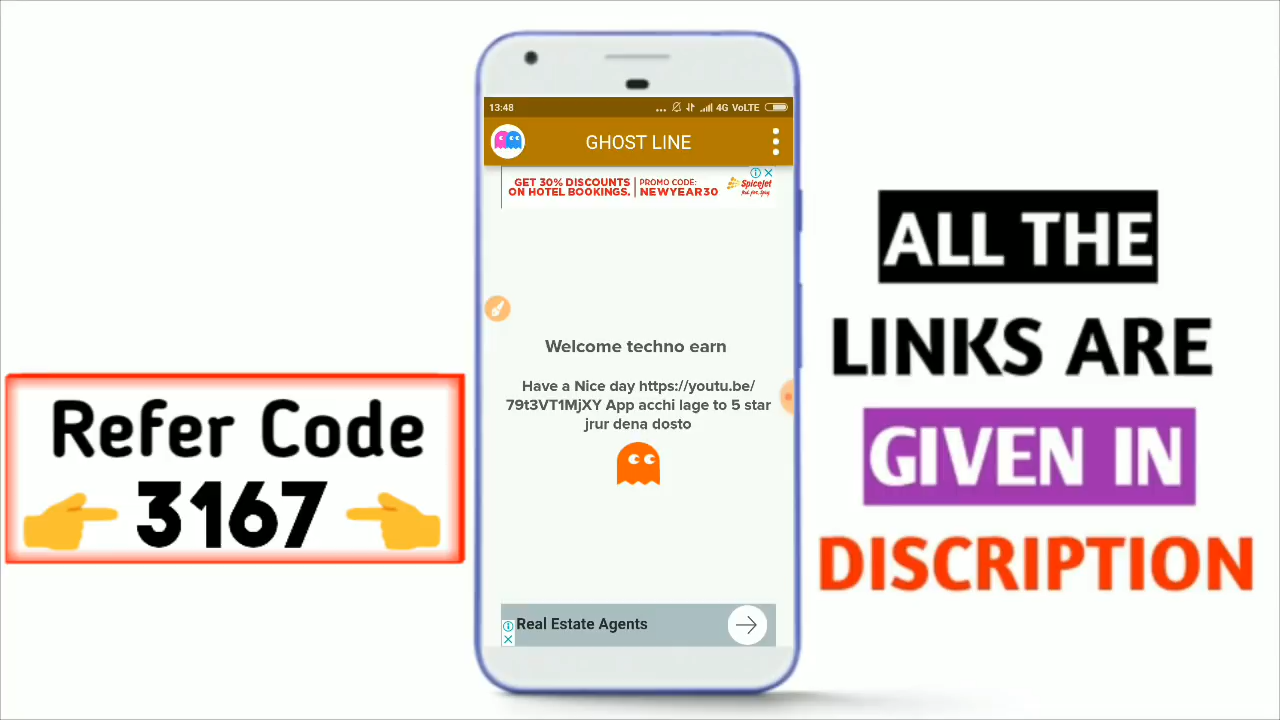 Refer Code
3167
13:48
... 4G VoLTE
GHOST LINE
GET 30% DISCOUNTS
ON HOTEL BOOKINGS.
PROMO CODE:
NEWYEAR30
SpiceJet
Welcome techno earn
Have a Nice day https://youtu.be/
79t3VT1MjXY App acchi lage to 5 star
jrur dena dosto
Real Estate Agents
ALL THE
LINKS ARE
GIVEN IN
DISCRIPTION